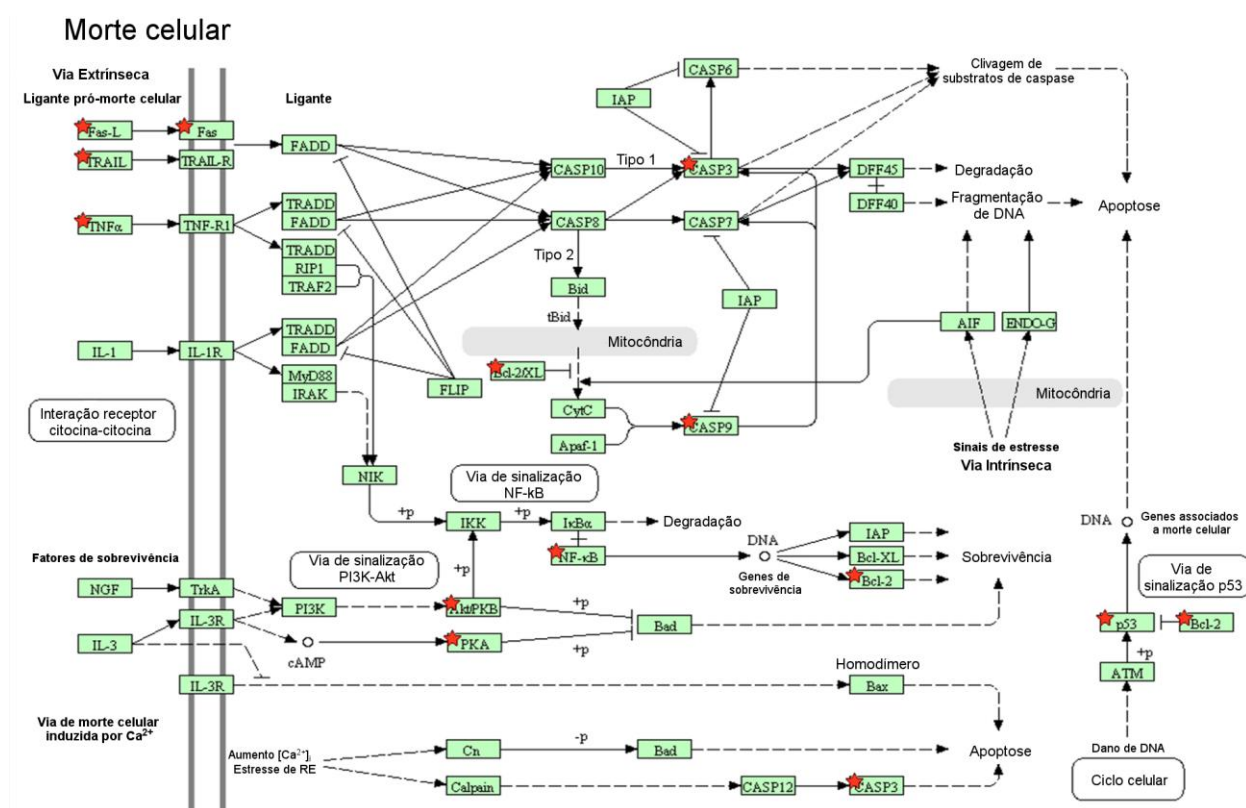 Morte celular
Via Extrínseca
Ligante pró-morte celular
Ligante
CASP6
Clivagem de
substratos de caspase
IAP
Fas-L
Fas
FADD
TRAIL
TRAIL-R
CASP10
Tipo 1
CASP3
DFF45
Degradação
DFF40
Fragmentação
de DNA
Apoptose
TRADD
FADD
TNFα
TNF-R1
CASP8
CASP7
TRADD
RIP1
TRAF2
Tipo 2
Bid
IAP
tBid
Mitocôndria
AIF
ENDO-G
TRADD
FADD
IL-1
IL-1R
MyD88
IRAK
FLIP
Bcl-2/XL
Mitocôndria
CytC
CASP9
Apaf-1
Interação receptor
citocina-citocina
Sinais de estresse
Via Intrínseca
NIK
Via de sinalização
NF-kB
+p
IKK
+p
IκBα
Degradação
NF-κB
DNA
Genes de
sobrevivência
IAP
Bcl-XL
Bcl-2
Sobrevivência
DNA
Genes associados
a morte celular
Via de
sinalização p53
Fatores de sobrevivência
Via de sinalização
PI3K-Akt
+p
NGF
TrkA
PI3K
Akt/PKB
+p
Bad
IL-3R
IL-3
cAMP
PKA
+p
p53
Bcl-2
+p
ATM
IL-3R
Homodímero
Bax
Via de morte celular
induzida por Ca²⁺
Aumento [Ca²⁺]i
Estresse de RE
Cn
-p
Bad
Apoptose
Calpain
CASP12
CASP3
Dano de DNA
Ciclo celular